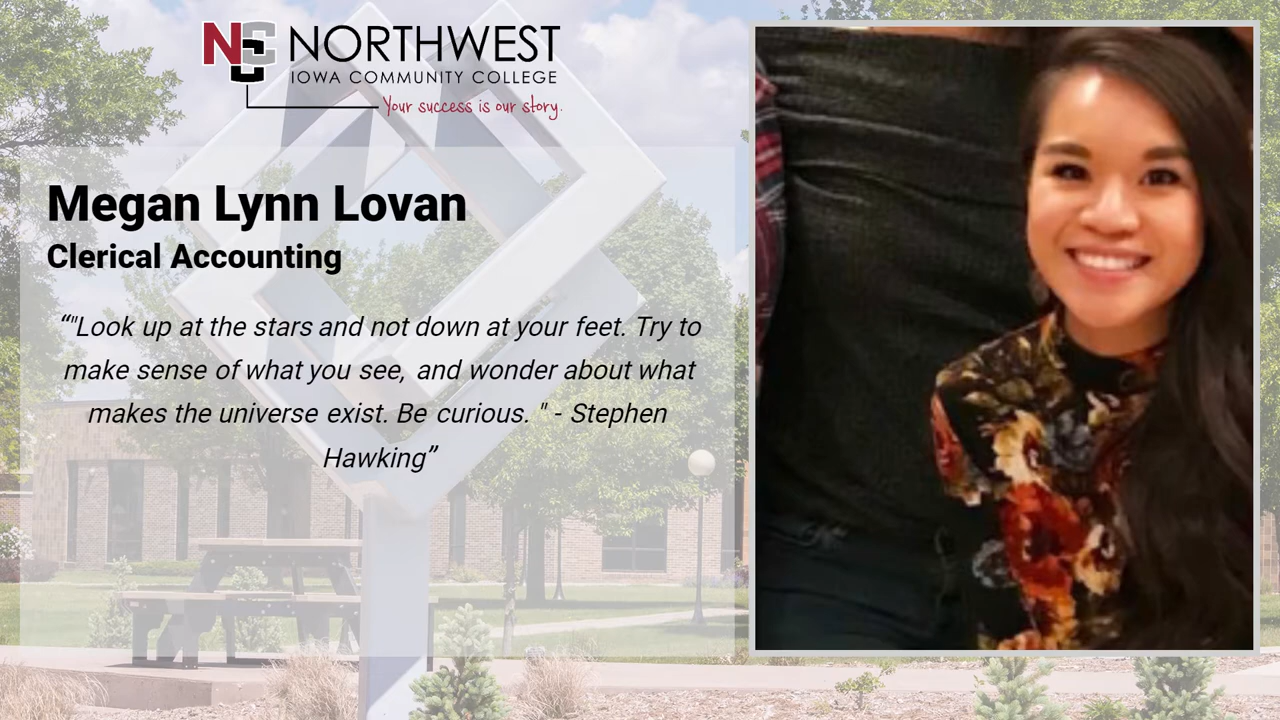 NCC
NORTHWEST
IOWA COMMUNITY COLLEGE
Your success is our story.
Megan Lynn Lovan
Clerical Accounting
“"Look up at the stars and not down at your feet. Try to
make sense of what you see, and wonder about what
makes the universe exist. Be curious. " - Stephen
Hawking”